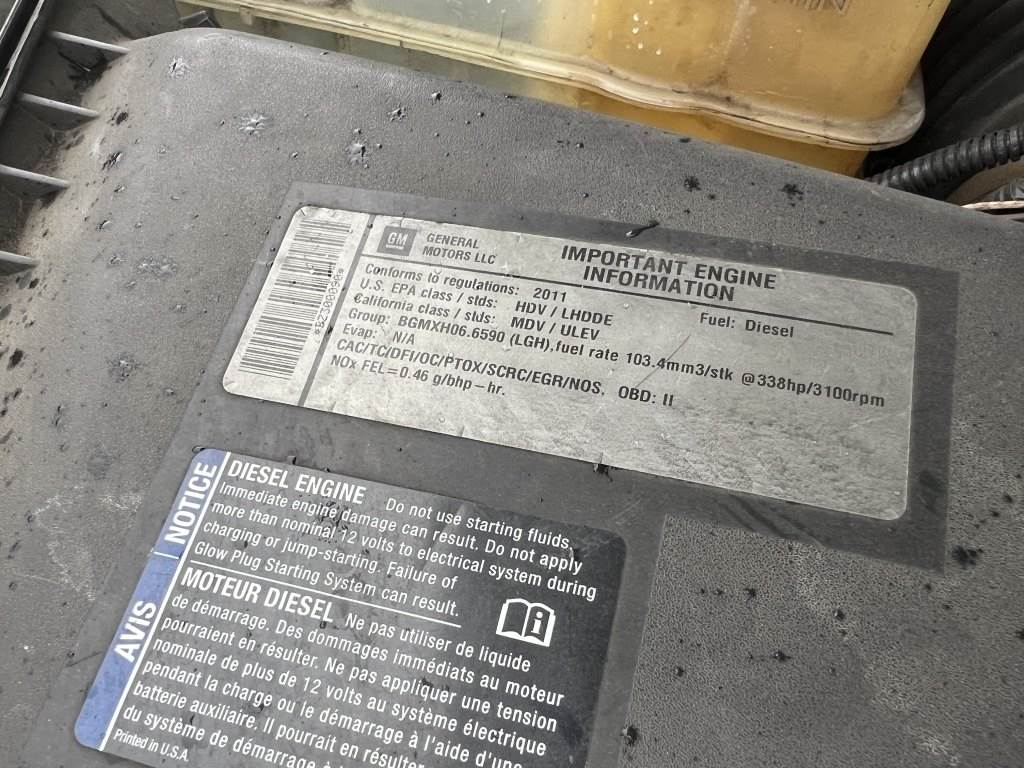 GM
GENERAL
MOTORS LLC
IMPORTANT ENGINE
INFORMATION
Conforms to regulations: 2011
Fuel: Diesel
U.S. EPA class / stds: HDV / LHDDE
California class / stds: MDV / ULEV
Group: BGMXH06.6590 (LGH),fuel rate 103.4mm3/stk @338hp/3100rpm
Evap: N/A
CAC/TC/DFI/OC/PTOX/SCRC/EGR/NOS, OBD: II
NOx FEL=0.46 g/bhp-hr.
NOTICE
DIESEL ENGINE Do not use starting fluids.
Immediate engine damage can result. Do not apply
more than nominal 12 volts to electrical system during
charging or jump-starting. Failure of
Glow Plug Starting System can result.
AVIS
MOTEUR DIESEL Ne pas utiliser de liquide
de démarrage. Des dommages immédiats au moteur
pourraient en résulter. Ne pas appliquer une tension
nominale de plus de 12 volts au système électrique
pendant la charge ou le démarrage à l'aide d'une
batterie auxiliaire. Il pourrait en résulter
du système de démarrage à
Printed in U.S.A.